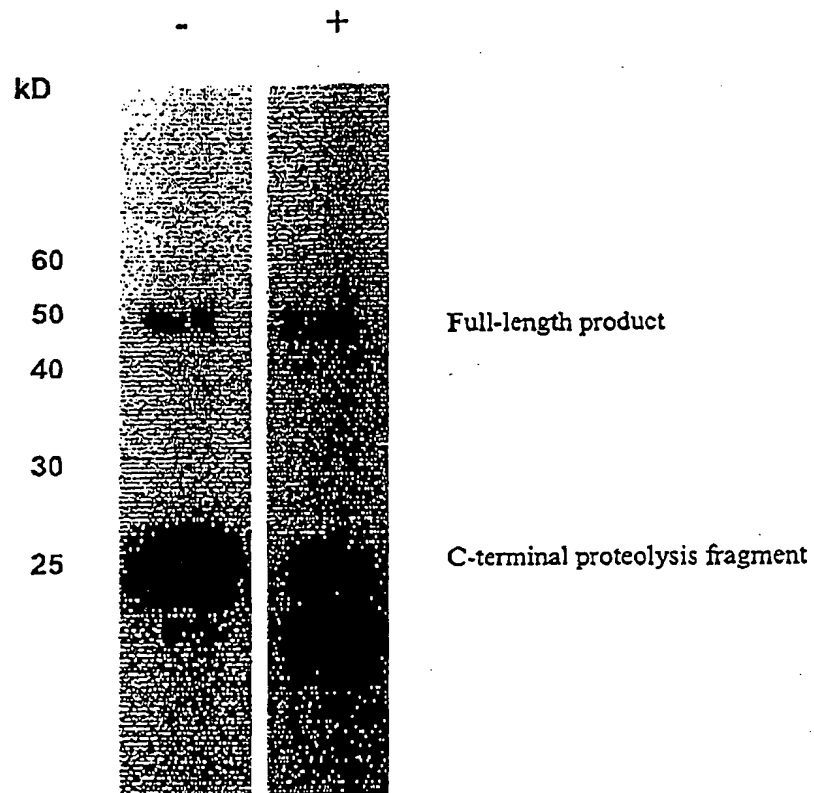 - +
kD
60
50 Full-length product
40
30
25 C-terminal proteolysis fragment